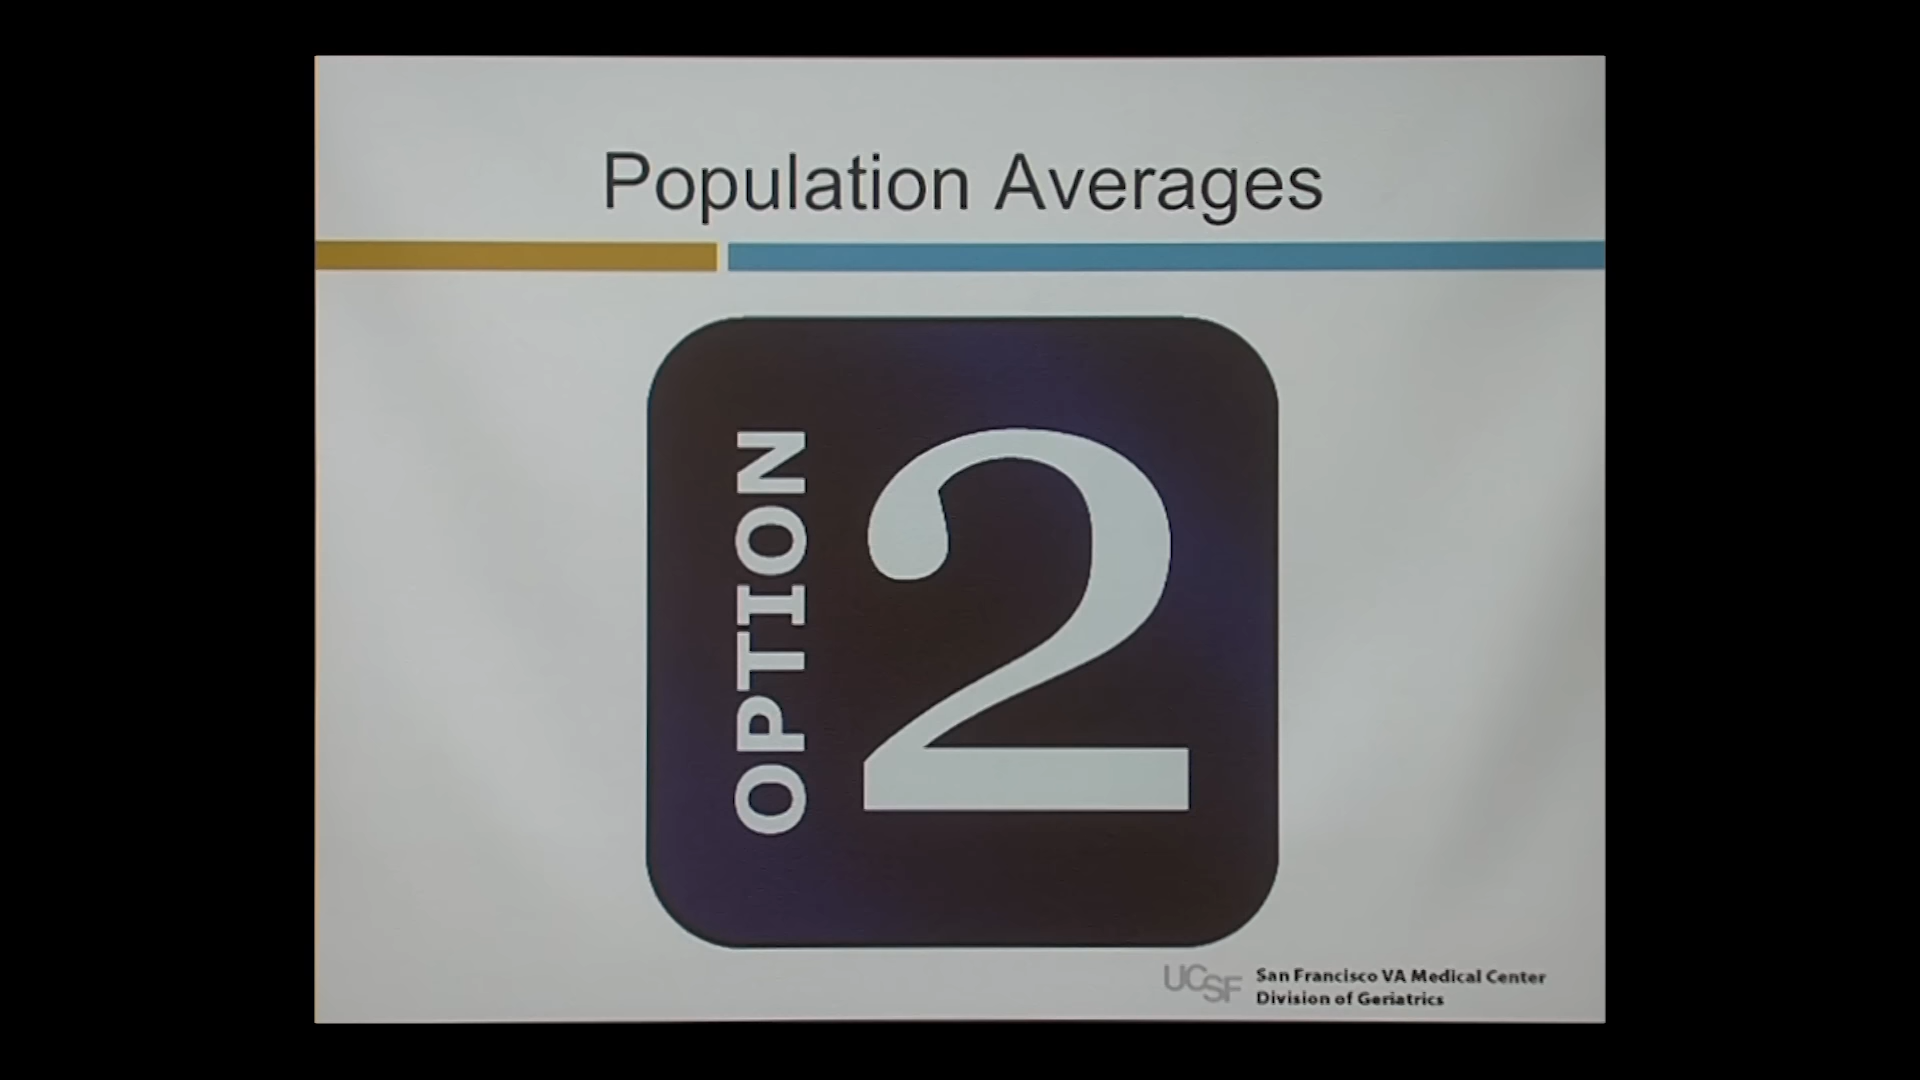 Population Averages
OPTION
2
UCSF
San Francisco VA Medical Center
Division of Geriatrics